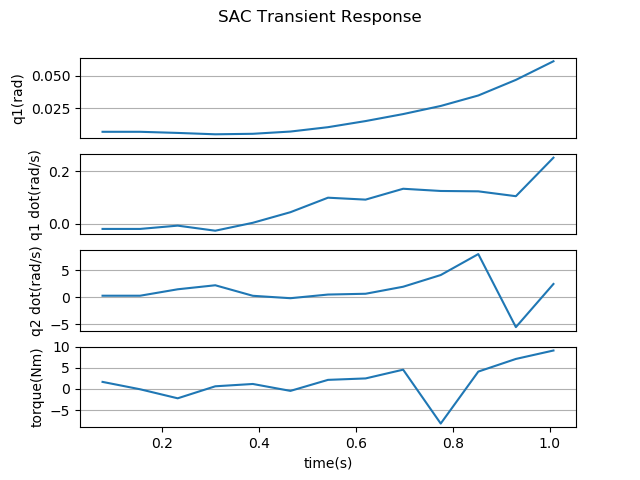 SAC Transient Response
q1(rad)
0.050
0.025
q1 dot(rad/s)
0.2
0.0
q2 dot(rad/s)
5
0
−5
torque(Nm)
10
5
0
−5
0.2 0.4 0.6 0.8 1.0
time(s)